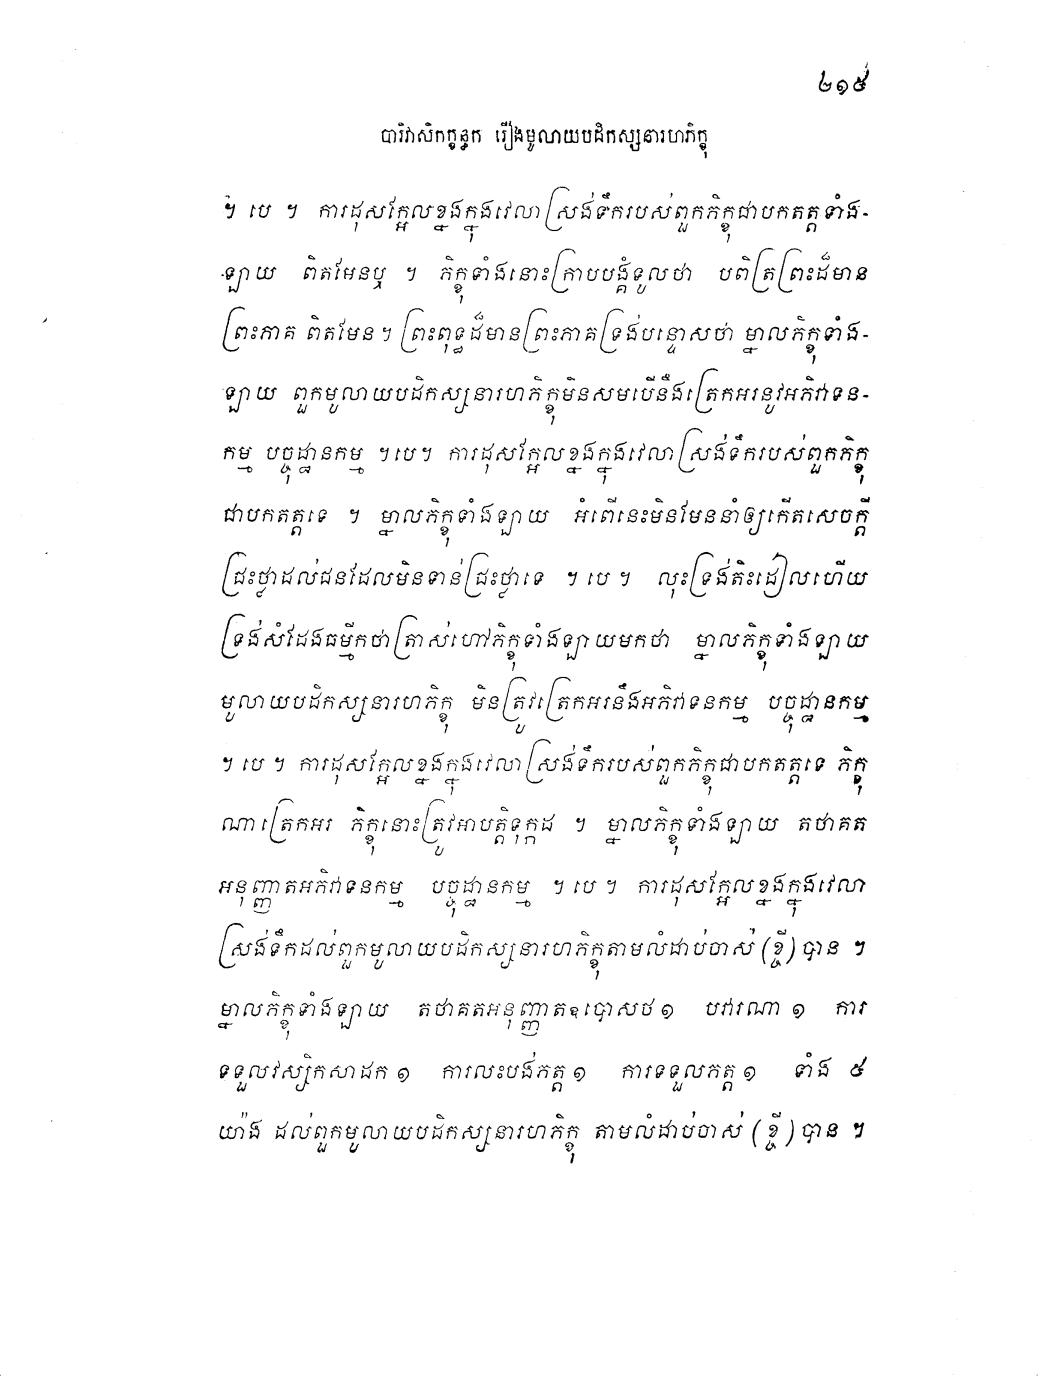 ២១៥
បារិវាសិកក្ខន្ធក រឿងមូលាយបដិកស្សនារហភិក្ខុ
។ បេ ។ ការដុសក្អែលខ្នងក្នុងវេលាស្រង់ទឹករបស់ពួកភិក្ខុជាបកតត្តទាំង-
ឡាយ ពិតមែនឬ ។ ភិក្ខុទាំងនោះក្រាបបង្គំទូលថា បពិត្រព្រះដ៏មាន
ព្រះភាគ ពិតមែន ។ ព្រះពុទ្ធដ៏មានព្រះភាគទ្រង់បន្ទោសថា ម្នាលភិក្ខុទាំង-
ឡាយ ពួកមូលាយបដិកស្សនារហភិក្ខុមិនសមបើនឹងត្រេកអរនូវអភិវាទន-
កម្ម បច្ចុដ្ឋានកម្ម ។ បេ ។ ការដុសក្អែលខ្នងក្នុងវេលាស្រង់ទឹករបស់ពួកភិក្ខុ
ជាបកតត្តទេ ។ ម្នាលភិក្ខុទាំងឡាយ អំពើនេះមិនមែននាំឲ្យកើតសេចក្តី
ជ្រះថ្លាដល់ជនដែលមិនទាន់ជ្រះថ្លាទេ ។ បេ ។ លុះទ្រង់តិះដៀលហើយ
ទ្រង់សំដែងធម្មីកថាត្រាស់ហៅភិក្ខុទាំងឡាយមកថា ម្នាលភិក្ខុទាំងឡាយ
មូលាយបដិកស្សនារហភិក្ខុ មិនត្រូវត្រេកអរនឹងអភិវាទនកម្ម បច្ចុដ្ឋានកម្ម
។ បេ ។ ការដុសក្អែលខ្នងក្នុងវេលាស្រង់ទឹករបស់ពួកភិក្ខុជាបកតត្តទេ ភិក្ខុ
ណាត្រេកអរ ភិក្ខុនោះត្រូវអាបត្តិទុក្កដ ។ ម្នាលភិក្ខុទាំងឡាយ តថាគត
អនុញ្ញាតអភិវាទនកម្ម បច្ចុដ្ឋានកម្ម ។ បេ ។ ការដុសក្អែលខ្នងក្នុងវេលា
ស្រង់ទឹកដល់ពួកមូលាយបដិកស្សនារហភិក្ខុតាមលំដាប់ចាស់ (ខ្ចី) បាន ។
ម្នាលភិក្ខុទាំងឡាយ តថាគតអនុញ្ញាតឧបោសថ ១ បវារណា ១ ការ
ទទួលវស្សិកសាដក ១ ការលះបង់ភត្ត ១ ការទទួលភត្ត ១ ទាំង ៥
យ៉ាង ដល់ពួកមូលាយបដិកស្សនារហភិក្ខុ តាមលំដាប់ចាស់ (ខ្ចី) បាន ។